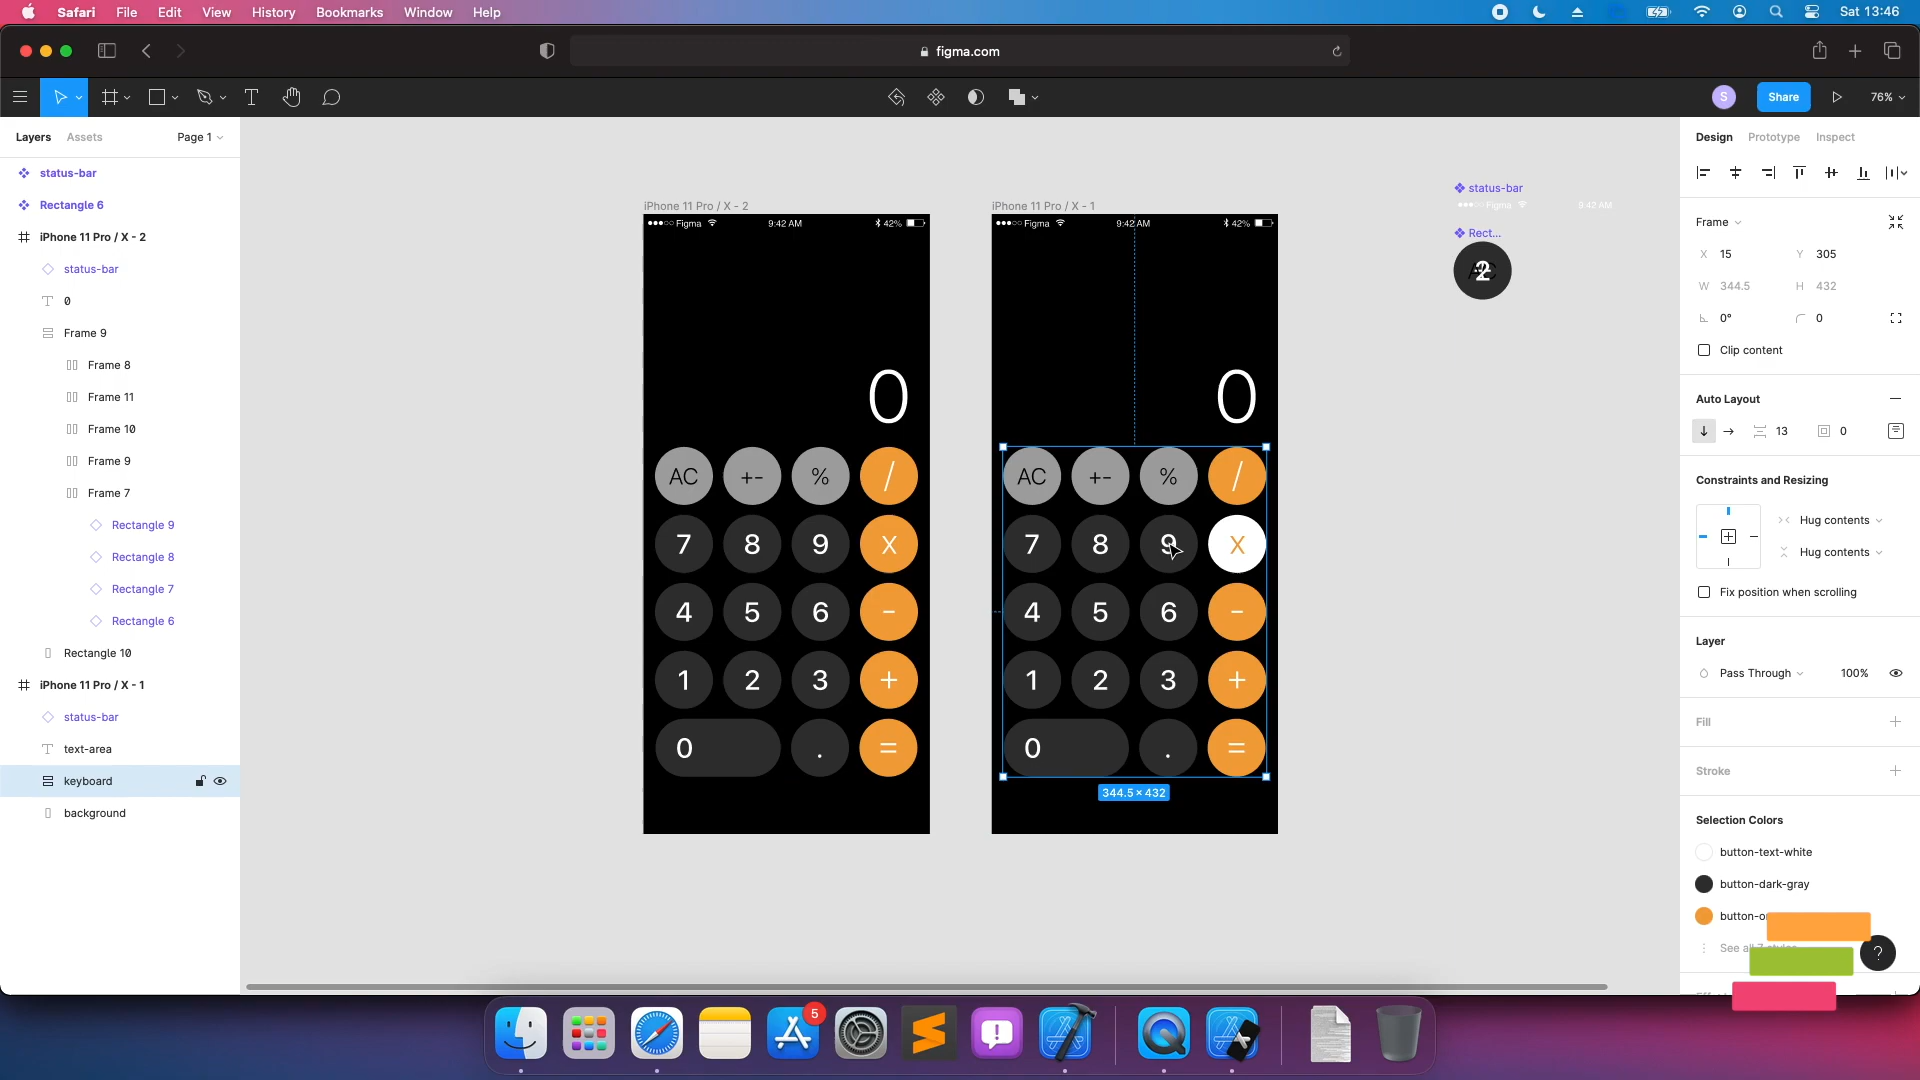 Safari File Edit View History Bookmarks Window Help
Sat 13:46
figma.com
S
Share
76%
Layers Assets Page 1
status-bar
Rectangle 6
iPhone 11 Pro / X - 2
status-bar
T 0
Frame 9
Frame 8
Frame 11
Frame 10
Frame 9
Frame 7
Rectangle 9
Rectangle 8
Rectangle 7
Rectangle 6
Rectangle 10
iPhone 11 Pro / X - 1
status-bar
T text-area
keyboard
background
iPhone 11 Pro / X - 2
Figma 9:42 AM 42%
0
AC +- % /
7 8 9 X
4 5 6 -
1 2 3 +
0 . =
iPhone 11 Pro / X - 1
Figma 9:42 AM 42%
0
AC +- % /
7 8 9 X
4 5 6 -
1 2 3 +
0 . =
344.5 × 432
status-bar
Figma 9:42 AM
Rect...
2
Design Prototype Inspect
Frame
X 15 Y 305
W 344.5 H 432
0° 0
Clip content
Auto Layout
13 0
Constraints and Resizing
Hug contents
Hug contents
Fix position when scrolling
Layer
Pass Through 100%
Fill
Stroke
Selection Colors
button-text-white
button-dark-gray
See all 7 styles
?
5